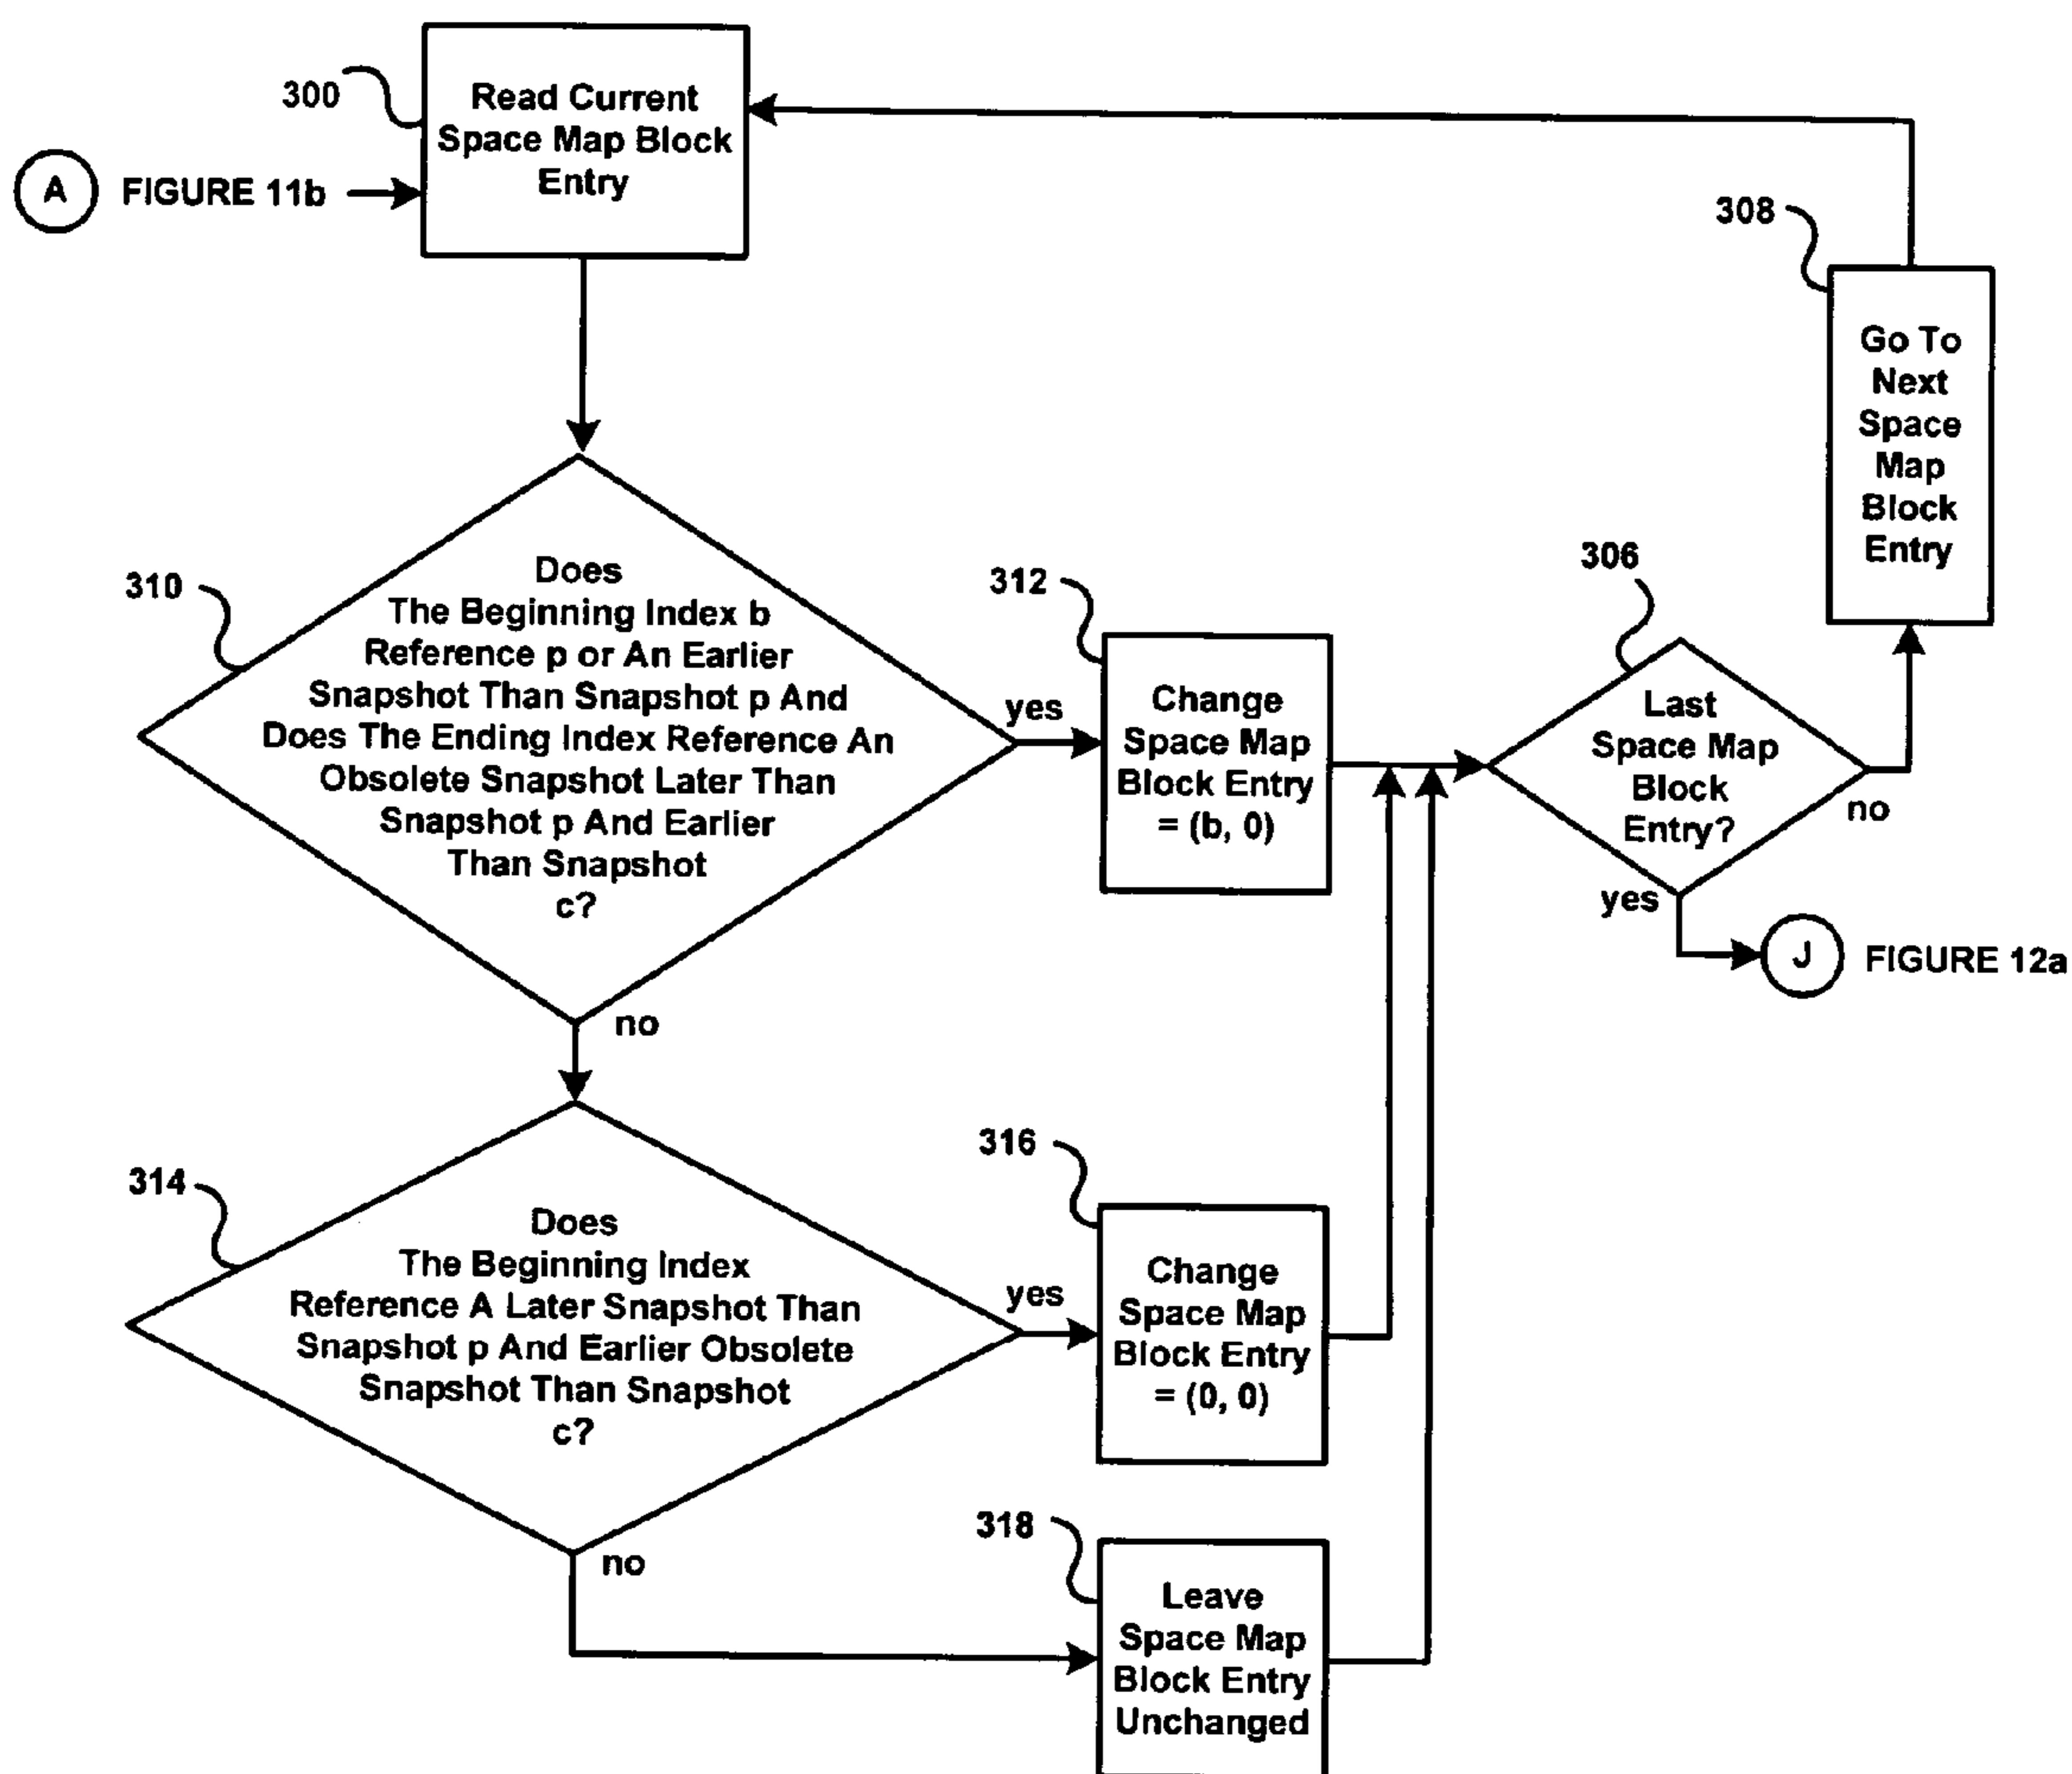 300
Read Current
Space Map Block
Entry
A
FIGURE 11b
308
Go To
Next
Space
Map
Block
Entry
310
Does
The Beginning Index b
Reference p or An Earlier
Snapshot Than Snapshot p And
Does The Ending Index Reference An
Obsolete Snapshot Later Than
Snapshot p And Earlier
Than Snapshot
c?
yes
no
312
Change
Space Map
Block Entry
= (b, 0)
306
Last
Space Map
Block
Entry?
no
yes
J
FIGURE 12a
314
Does
The Beginning Index
Reference A Later Snapshot Than
Snapshot p And Earlier Obsolete
Snapshot Than Snapshot
c?
yes
no
316
Change
Space Map
Block Entry
= (0, 0)
318
Leave
Space Map
Block Entry
Unchanged